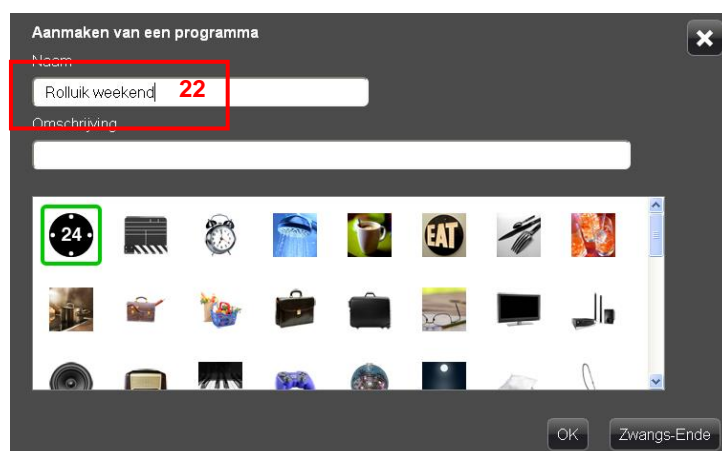 Aanmaken van een programma
Naam
Rolluik weekend 22
Omschrijving
24
EAT
OK Zwangs-Ende